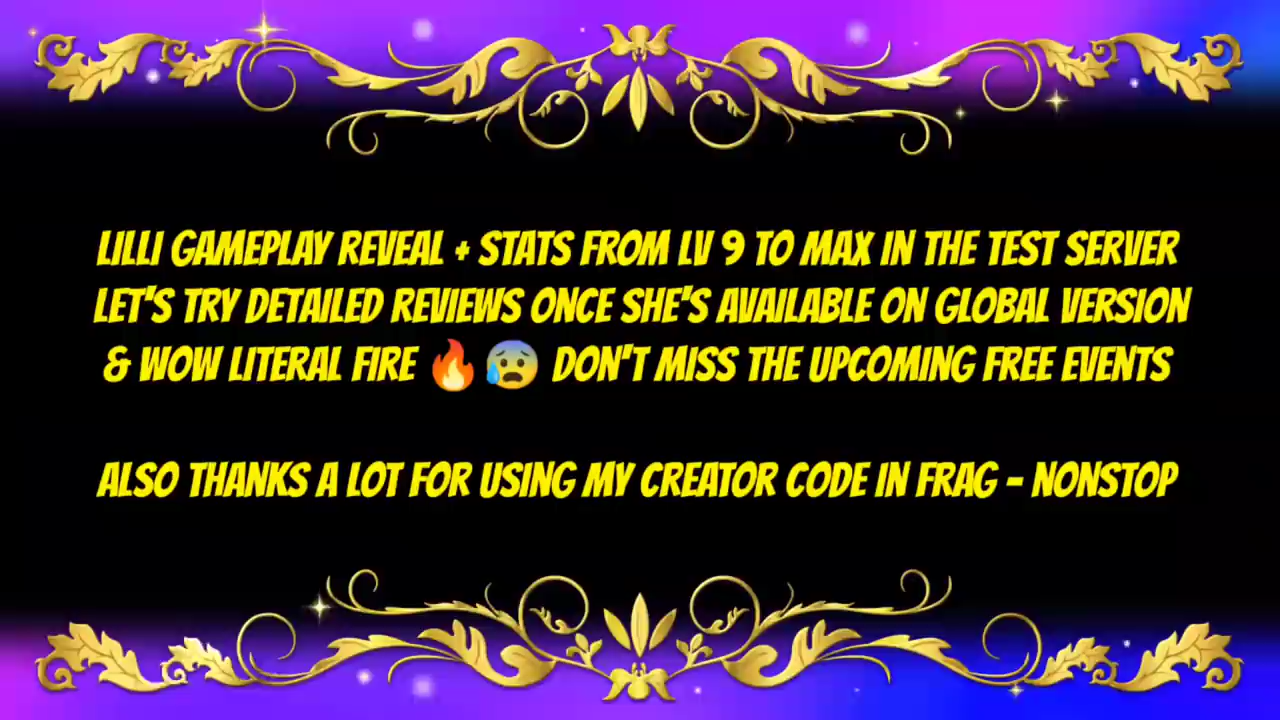 LILLI GAMEPLAY REVEAL + STATS FROM LV 9 TO MAX IN THE TEST SERVER
LET'S TRY DETAILED REVIEWS ONCE SHE'S AVAILABLE ON GLOBAL VERSION
& WOW LITERAL FIRE 🔥😰 DON'T MISS THE UPCOMING FREE EVENTS
ALSO THANKS A LOT FOR USING MY CREATOR CODE IN FRAG - NONSTOP